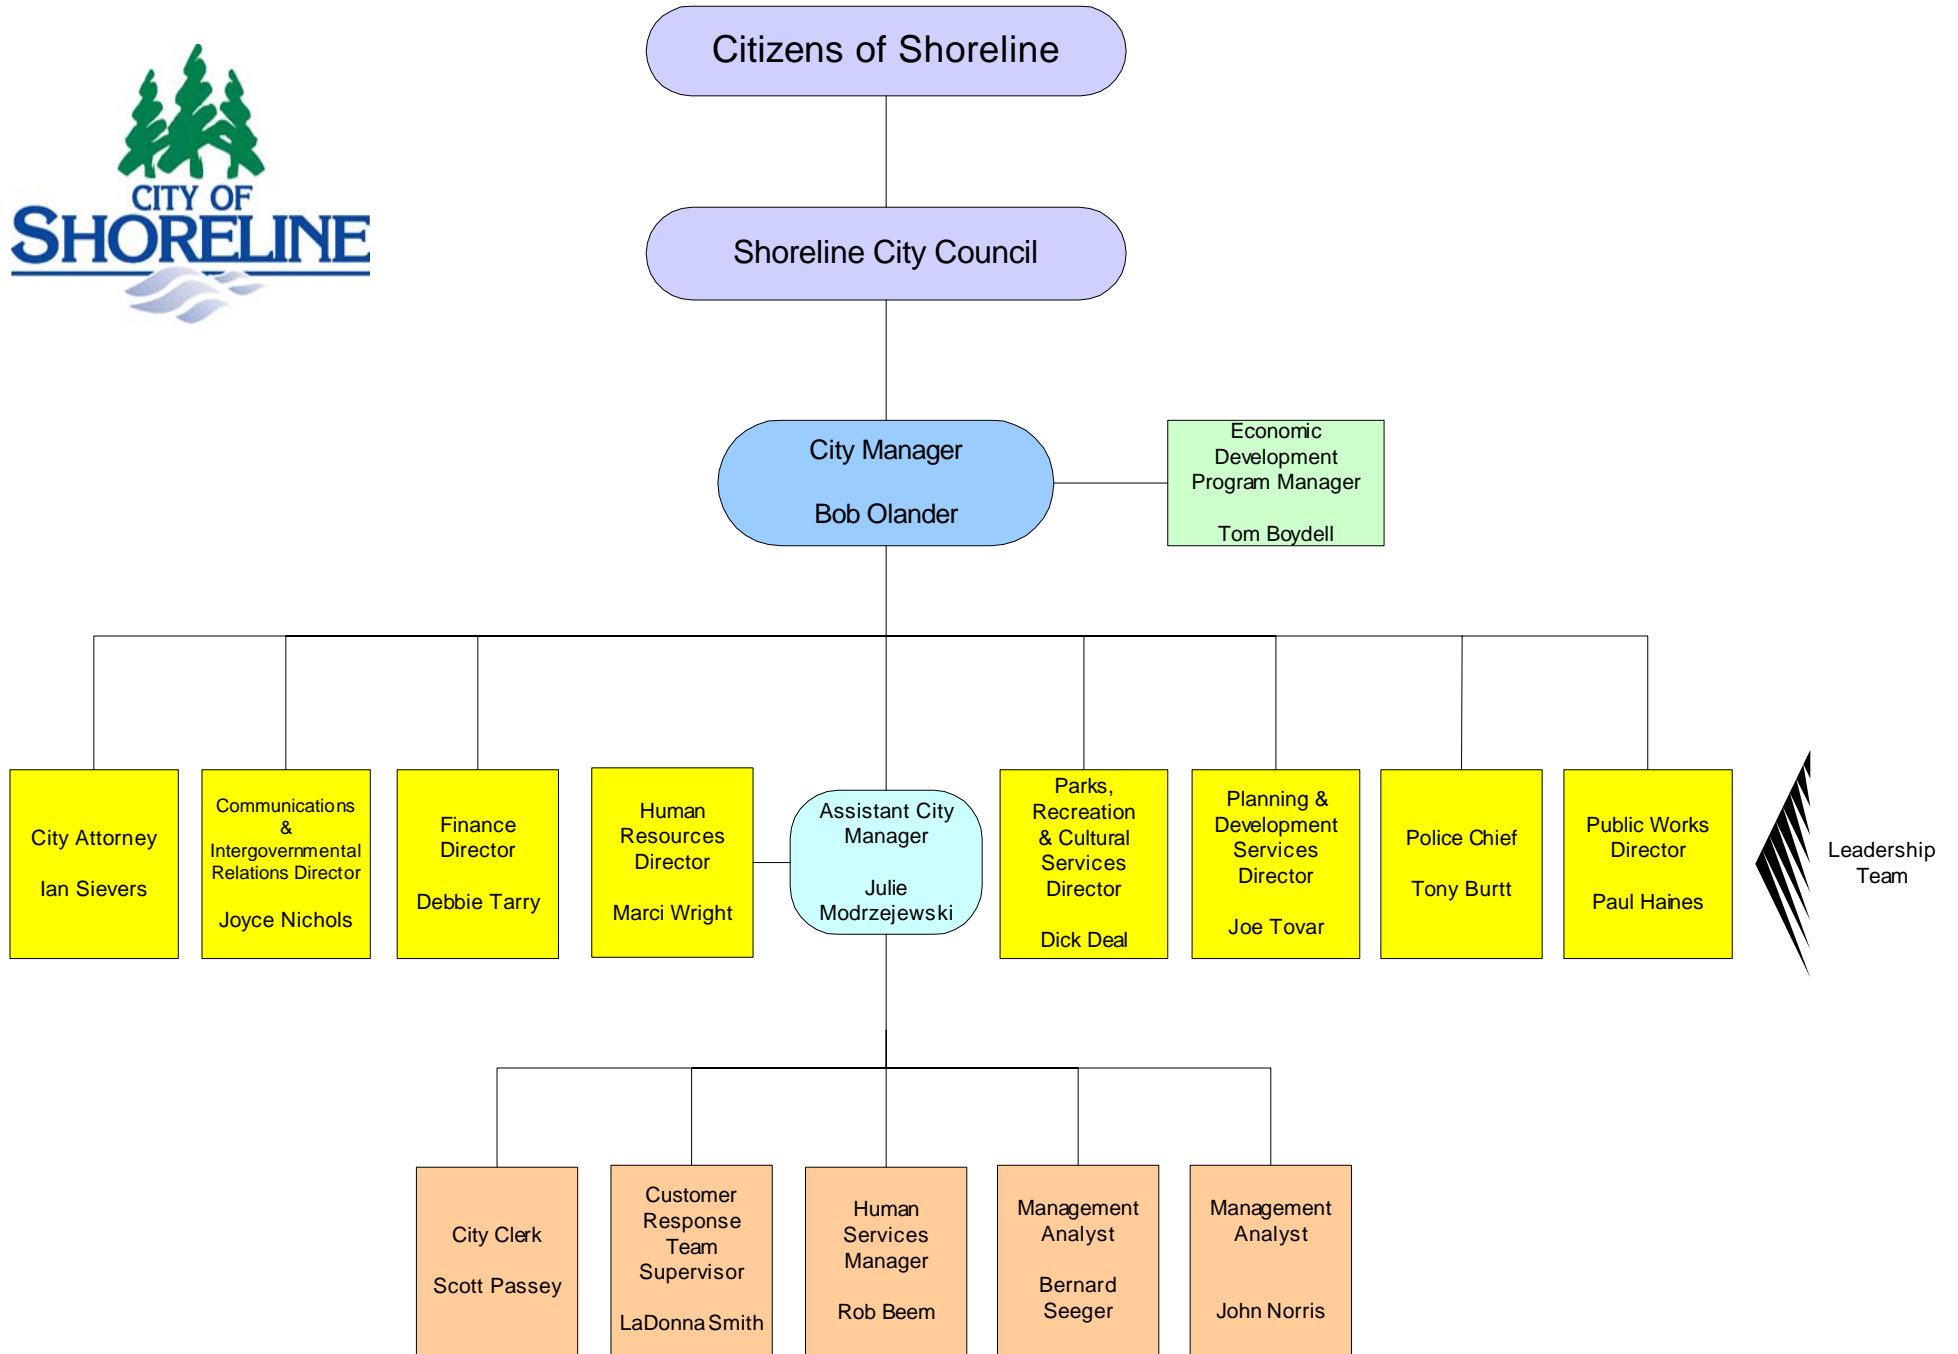 CITY OF
SHORELINE
Citizens of Shoreline
Shoreline City Council
City Manager
Bob Olander
Economic
Development
Program Manager
Tom Boydell
City Attorney
Ian Sievers
Communications
&
Intergovernmental
Relations Director
Joyce Nichols
Finance
Director
Debbie Tarry
Human
Resources
Director
Marci Wright
Assistant City
Manager
Julie
Modrzejewski
Parks,
Recreation
& Cultural
Services
Director
Dick Deal
Planning &
Development
Services
Director
Joe Tovar
Police Chief
Tony Burtt
Public Works
Director
Paul Haines
Leadership
Team
City Clerk
Scott Passey
Customer
Response
Team
Supervisor
LaDonna Smith
Human
Services
Manager
Rob Beem
Management
Analyst
Bernard
Seeger
Management
Analyst
John Norris